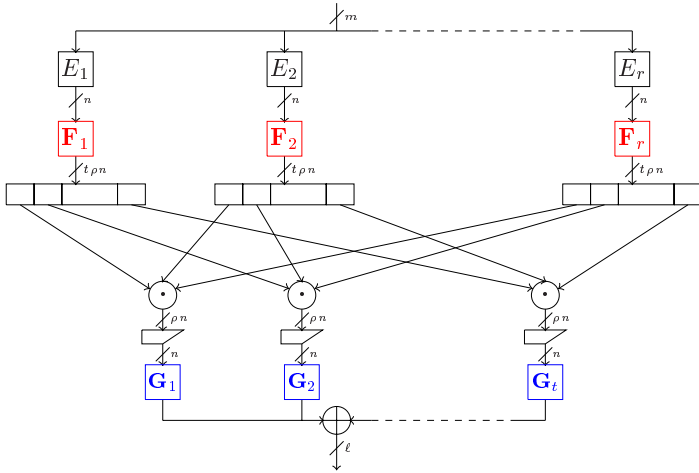 m
E₁ E₂ Eᵣ
n n n
F₁ F₂ Fᵣ
t ρ n t ρ n t ρ n
· · ·
ρ n ρ n ρ n
n n n
G₁ G₂ Gₜ
ℓ